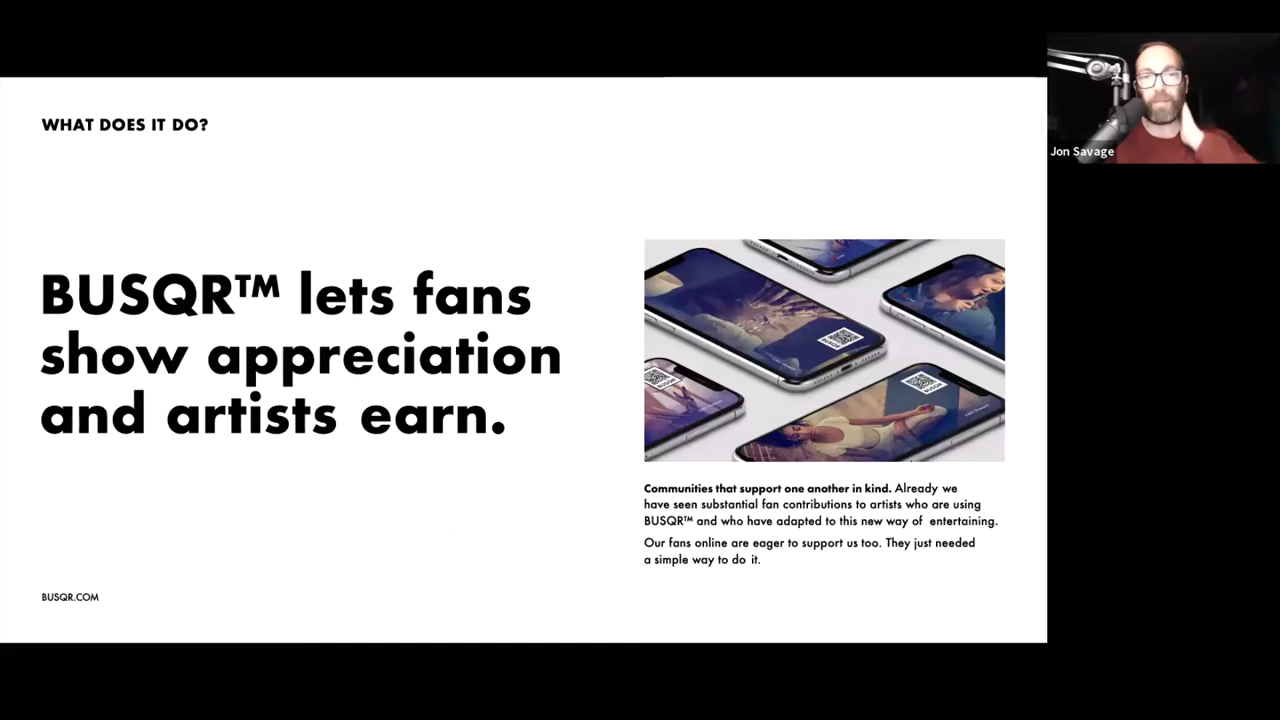 WHAT DOES IT DO?
BUSQR™ lets fans
show appreciation
and artists earn.
BUSQR
BUSQR
BUSQR
Communities that support one another in kind. Already we
have seen substantial fan contributions to artists who are using
BUSQR™ and who have adapted to this new way of entertaining.
Our fans online are eager to support us too. They just needed
a simple way to do it.
BUSQR.COM
Jon Savage